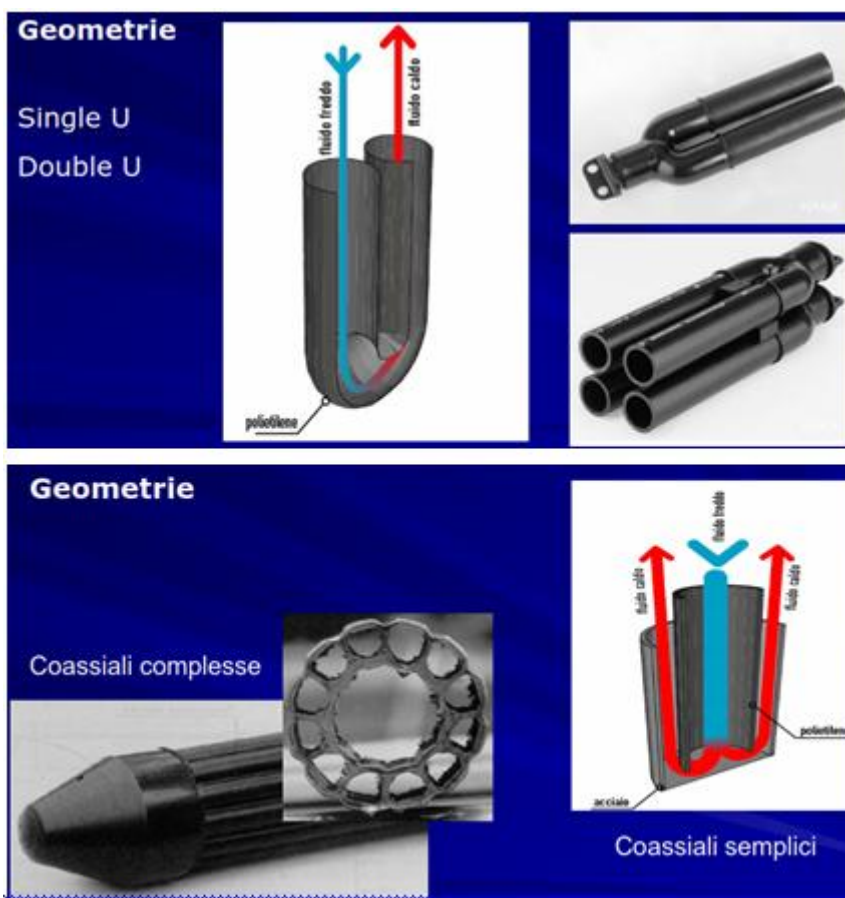 Geometrie
Single U
Double U
fluido freddo
fluido caldo
polietilene
Geometrie
Coassiali complesse
fluido caldo
fluido freddo
fluido caldo
polietilene
acciaio
Coassiali semplici